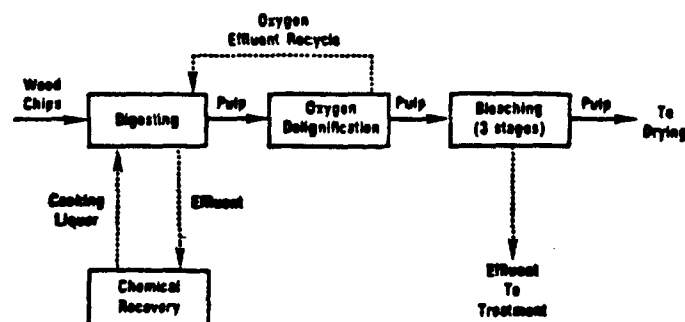 Oxygen
Effluent Recycle
Wood
Chips
Digesting
Pulp
Oxygen
Delignification
Pulp
Bleaching
(3 stages)
Pulp
To
Drying
Cooking
Liquor
Effluent
Chemical
Recovery
Effluent
To
Treatment